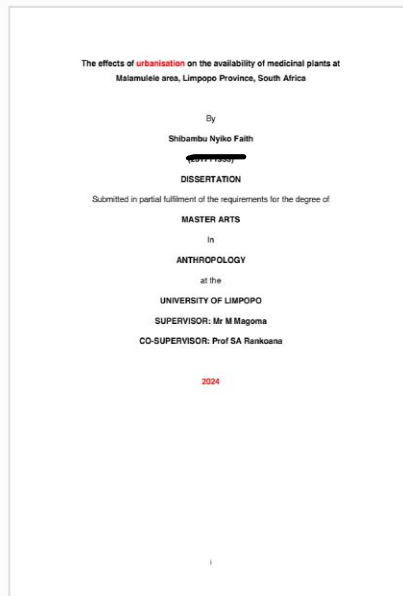 The effects of urbanisation on the availability of medicinal plants at
Malamulele area, Limpopo Province, South Africa
By
Shibambu Nyiko Faith
DISSERTATION
Submitted in partial fulfilment of the requirements for the degree of
MASTER ARTS
In
ANTHROPOLOGY
at the
UNIVERSITY OF LIMPOPO
SUPERVISOR: Mr M Magoma
CO-SUPERVISOR: Prof SA Rankoana
2024
i